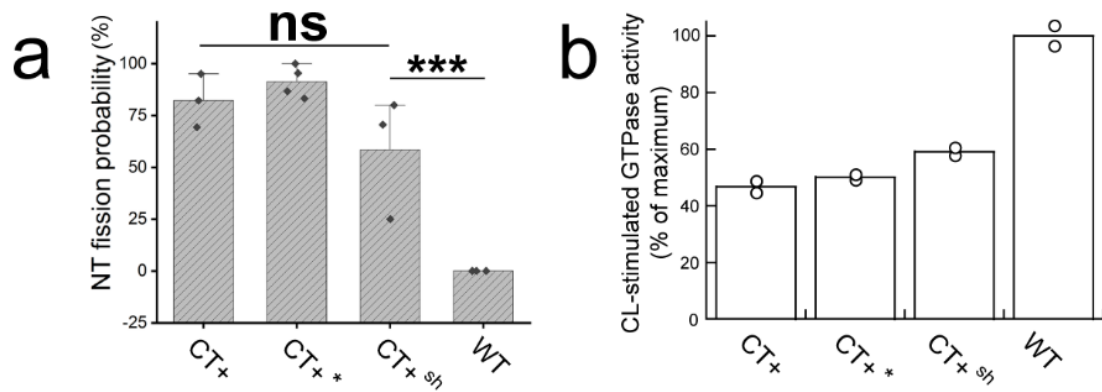 a
NT fission probability (%)
100
75
50
25
0
-25
ns
***
CT+
CT+ *
CT+ sh
WT
b
CL-stimulated GTPase activity
(% of maximum)
100
80
60
40
20
0
CT+
CT+ *
CT+ sh
WT